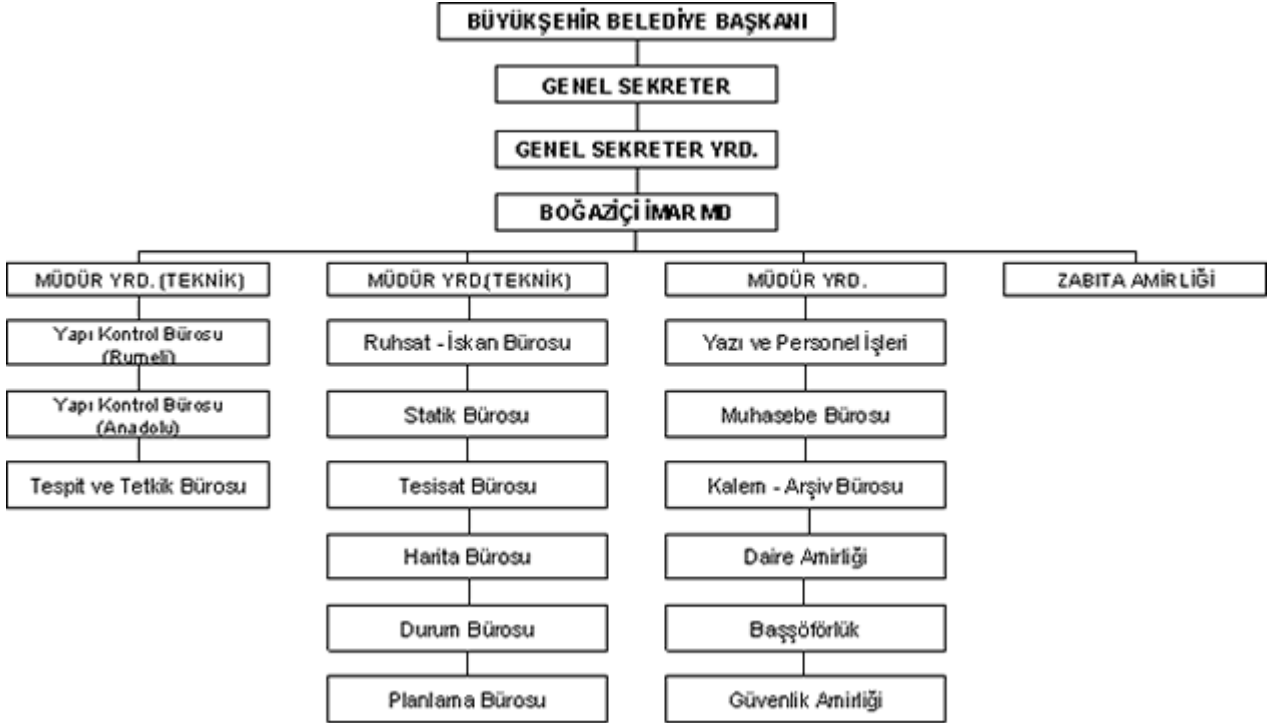 BÜYÜKŞEHİR BELEDİYE BAŞKANI
GENEL SEKRETER
GENEL SEKRETER YRD.
BOĞAZİÇİ İMAR MD
MÜDÜR YRD. (TEKNİK)
Yapı Kontrol Bürosu
(Rumeli)
Yapı Kontrol Bürosu
(Anadolu)
Tespit ve Tetkik Bürosu
MÜDÜR YRD(TEKNİK)
Ruhsat - İskan Bürosu
Statik Bürosu
Tesisat Bürosu
Harita Bürosu
Durum Bürosu
Planlama Bürosu
MÜDÜR YRD.
Yazı ve Personel İşleri
Muhasebe Bürosu
Kalem - Arşiv Bürosu
Daire Amirliği
Başşöförlük
Güvenlik Amirliği
ZABITA AMİRLİĞİ